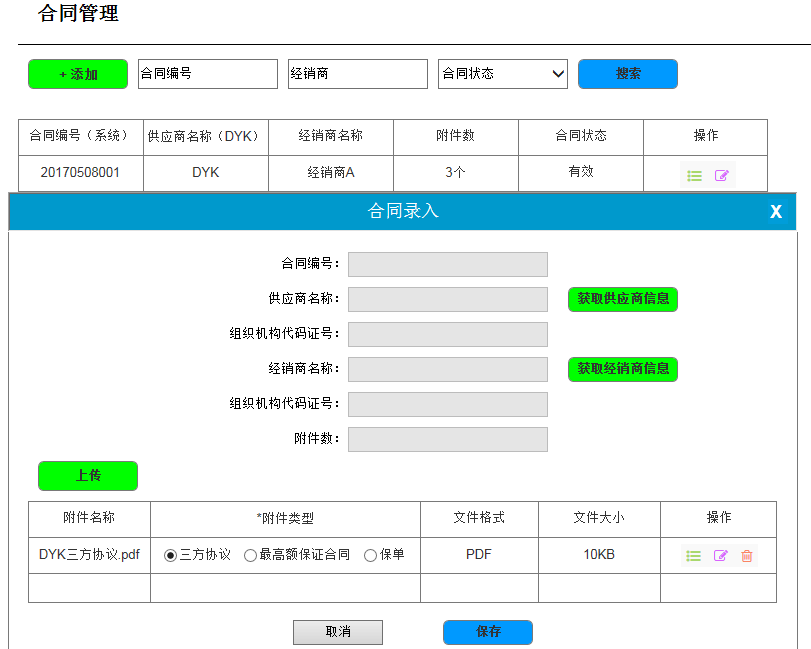 合同管理
+ 添加 合同编号 经销商 合同状态 搜索
合同编号（系统） 供应商名称（DYK） 经销商名称 附件数 合同状态 操作
20170508001 DYK 经销商A 3个 有效
合同录入 X
合同编号：
供应商名称： 获取供应商信息
组织机构代码证号：
经销商名称： 获取经销商信息
组织机构代码证号：
附件数：
上传
附件名称 *附件类型 文件格式 文件大小 操作
DYK三方协议.pdf 三方协议 最高额保证合同 保单 PDF 10KB
取消 保存